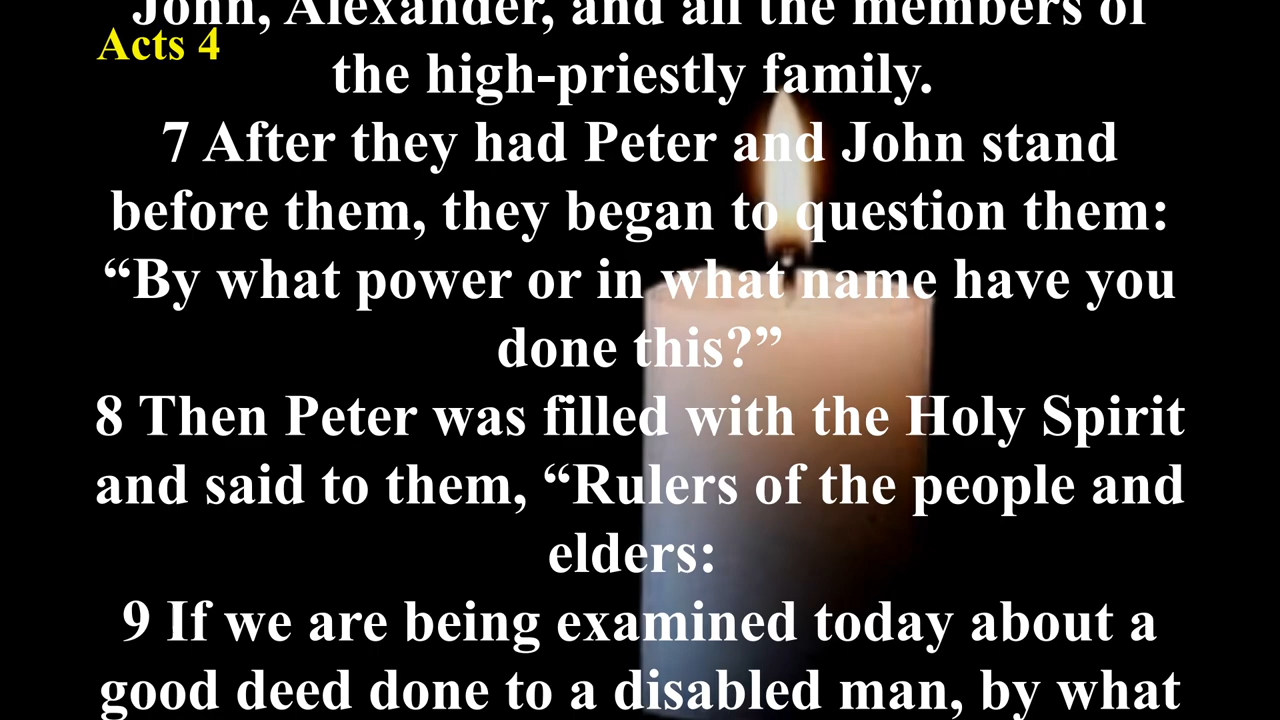 John, Alexander, and all the members of
Acts 4
the high-priestly family.
7 After they had Peter and John stand
before them, they began to question them:
“By what power or in what name have you
done this?”
8 Then Peter was filled with the Holy Spirit
and said to them, “Rulers of the people and
elders:
9 If we are being examined today about a
good deed done to a disabled man, by what